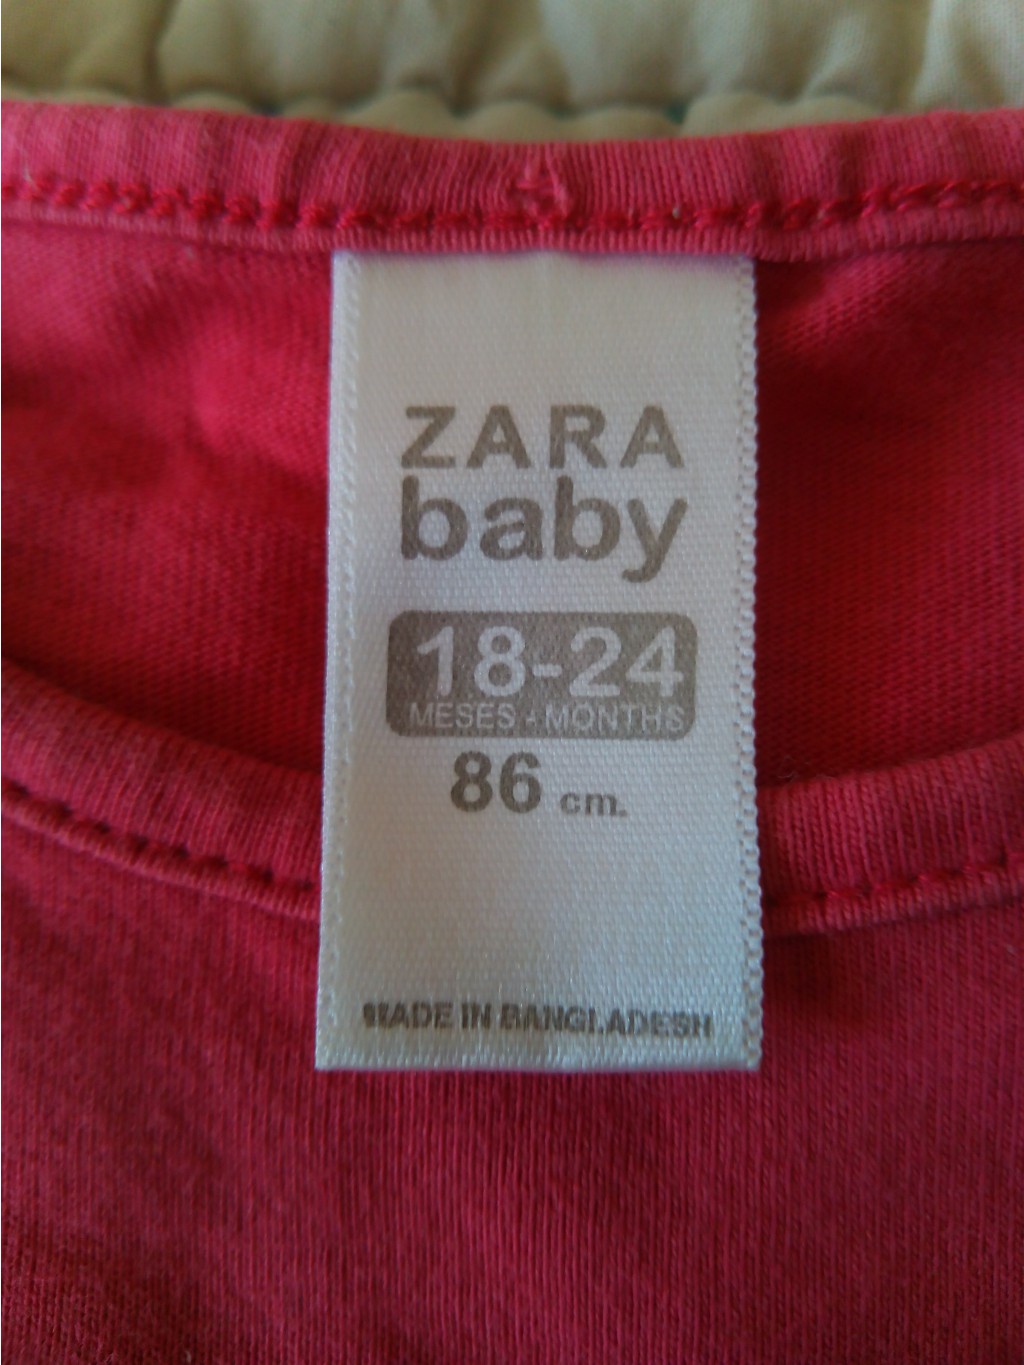 ZARA
baby
18-24
MESES - MONTHS
86 cm.
MADE IN BANGLADESH